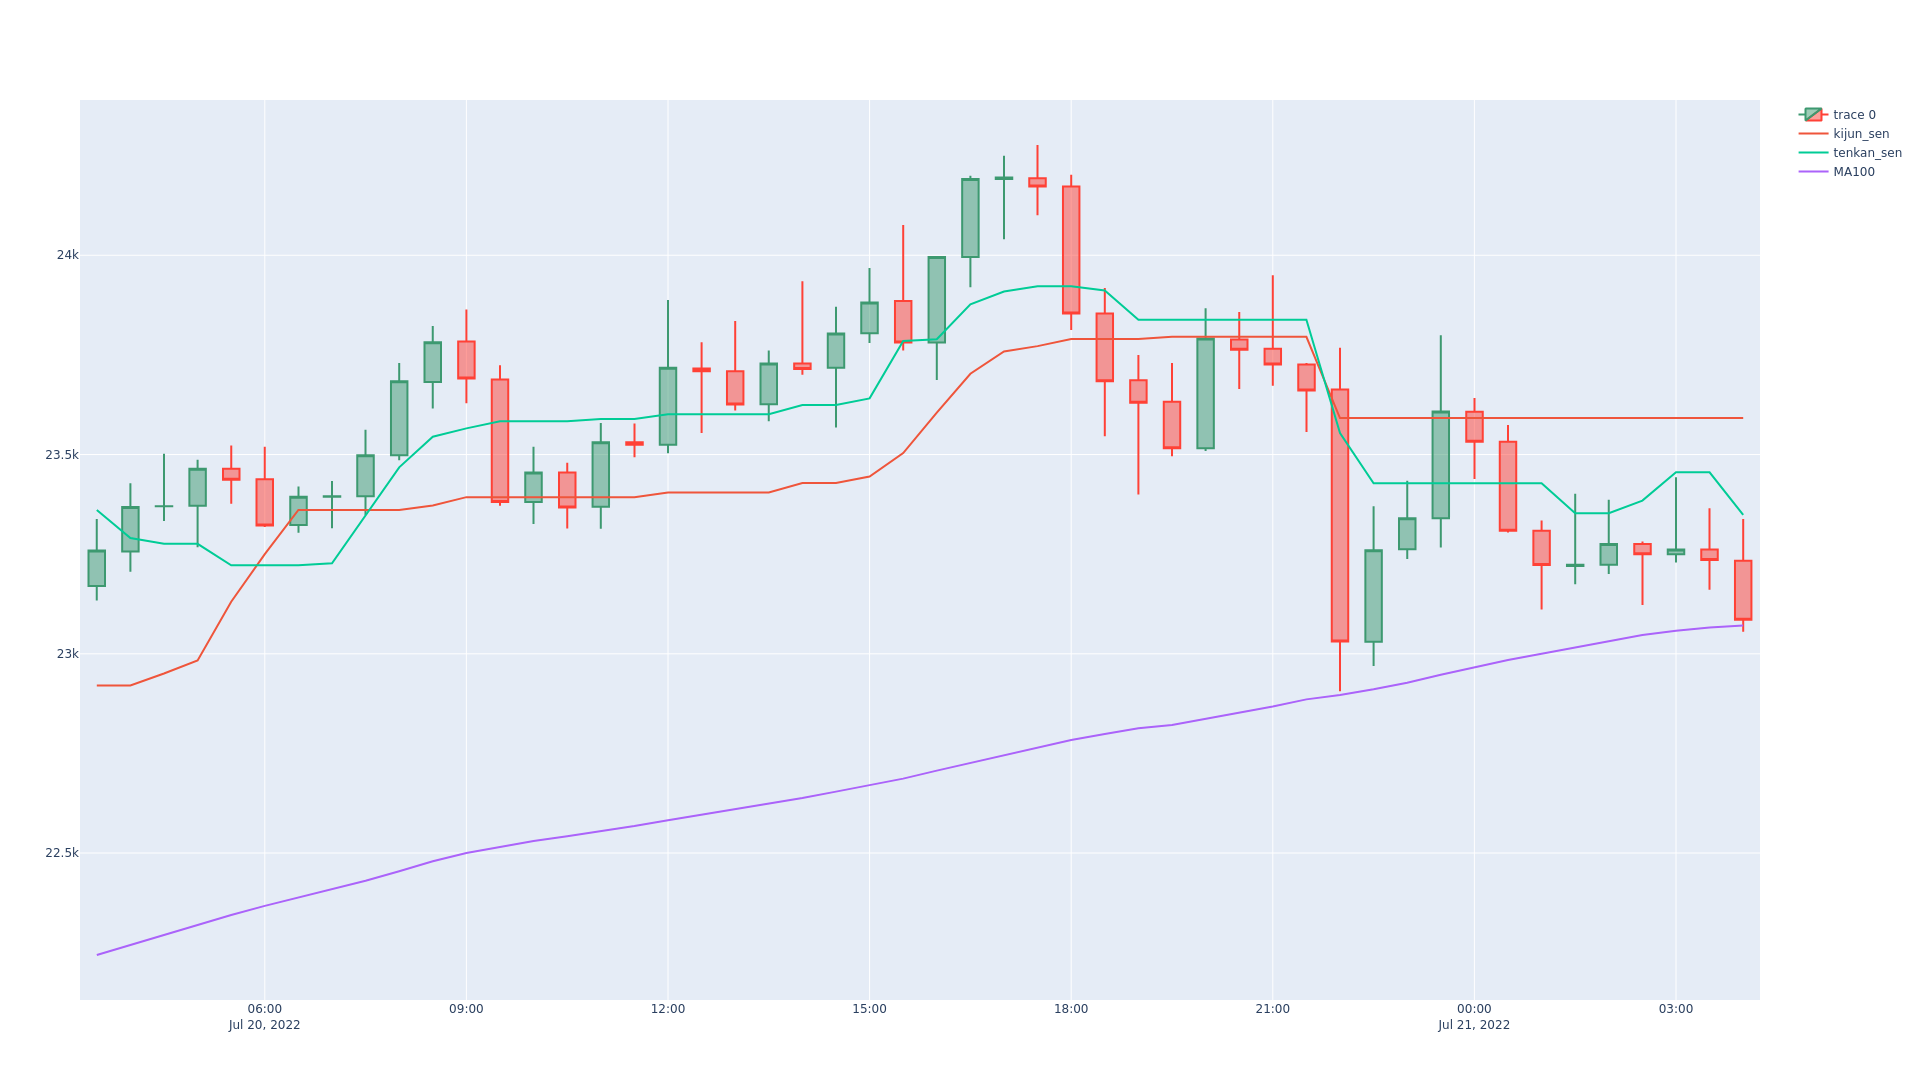 trace 0
kijun_sen
tenkan_sen
MA100
24k
23.5k
23k
22.5k
06:00 09:00 12:00 15:00 18:00 21:00 00:00 03:00
Jul 20, 2022 Jul 21, 2022